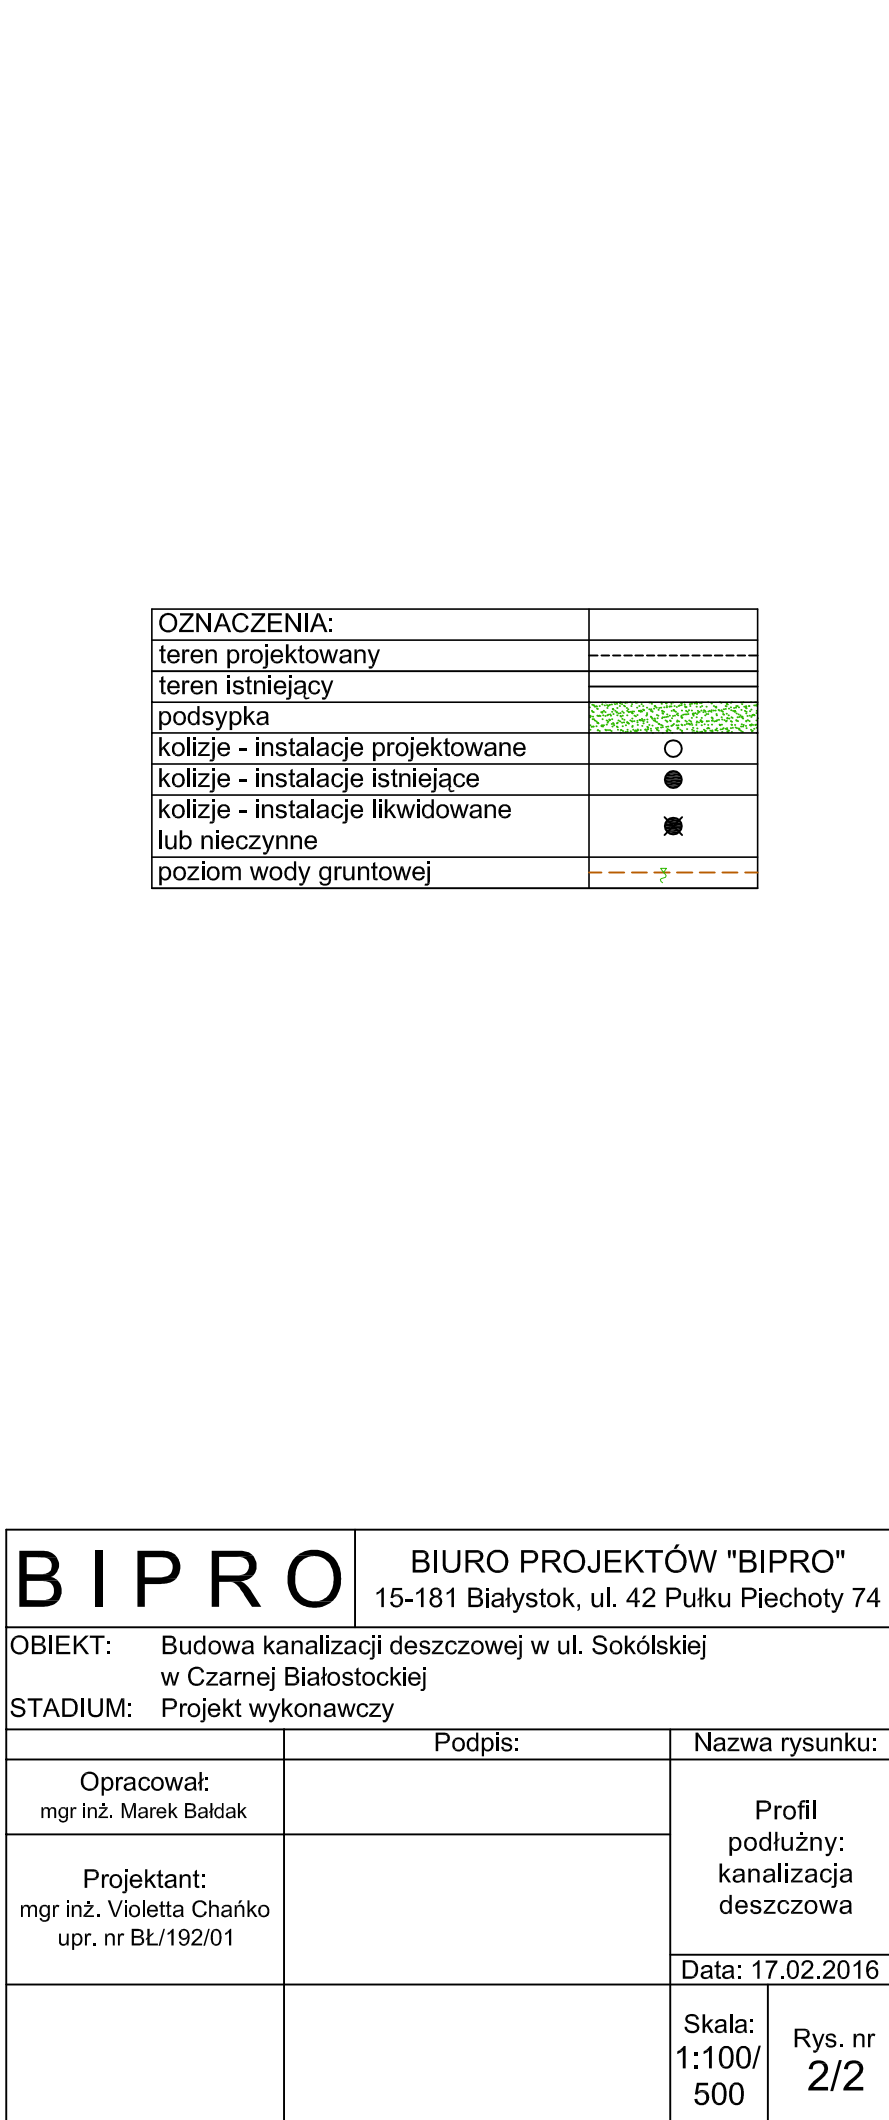 OZNACZENIA:
teren projektowany
teren istniejący
podsypka
kolizje - instalacje projektowane
kolizje - instalacje istniejące
kolizje - instalacje likwidowane
lub nieczynne
poziom wody gruntowej
B I P R O
BIURO PROJEKTÓW "BIPRO"
15-181 Białystok, ul. 42 Pułku Piechoty 74
OBIEKT: Budowa kanalizacji deszczowej w ul. Sokólskiej
w Czarnej Białostockiej
STADIUM: Projekt wykonawczy
Podpis:
Nazwa rysunku:
Opracował:
mgr inż. Marek Bałdak
Profil
podłużny:
kanalizacja
deszczowa
Projektant:
mgr inż. Violetta Chańko
upr. nr BŁ/192/01
Data: 17.02.2016
Skala:
1:100/
500
Rys. nr
2/2